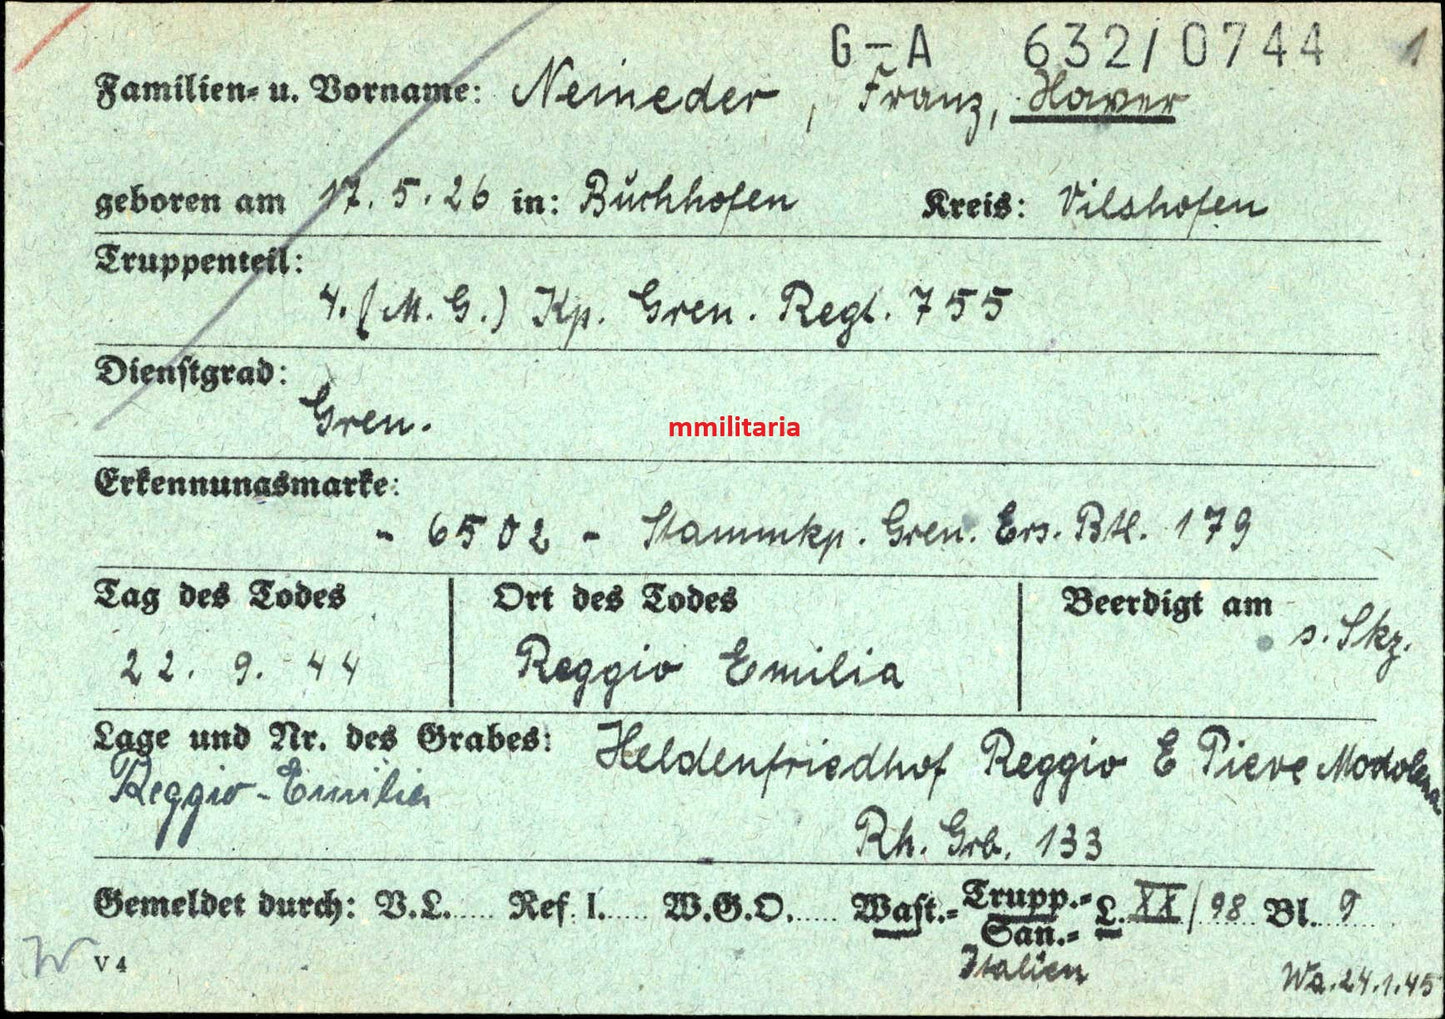 G-A 632/0744 1
Familien- u. Vorname: Neineder, Franz, Xaver
geboren am 17.5.26 in: Buchhofen Kreis: Vilshofen
Truppenteil:
4.(M.G.) Kp. Gren. Regt. 755
Dienstgrad:
Gren.
mmilitaria
Erkennungsmarke:
- 6502 - Stammkp. Gren. Ers. Btl. 179
Tag des Todes Ort des Todes Beerdigt am
s. Skz.
22. 9. 44 Reggio Emilia
Lage und Nr. des Grabes: Heldenfriedhof Reggio E Pieve Modolena
Reggio-Emilia
Rh. Grb. 133
Gemeldet durch: V.L..... Ref. I..... W.G.O..... Wast.- Trupp.- L. XX/98 Bl. 9
San.-
Italien
W V 4 Wa. 24.1.45